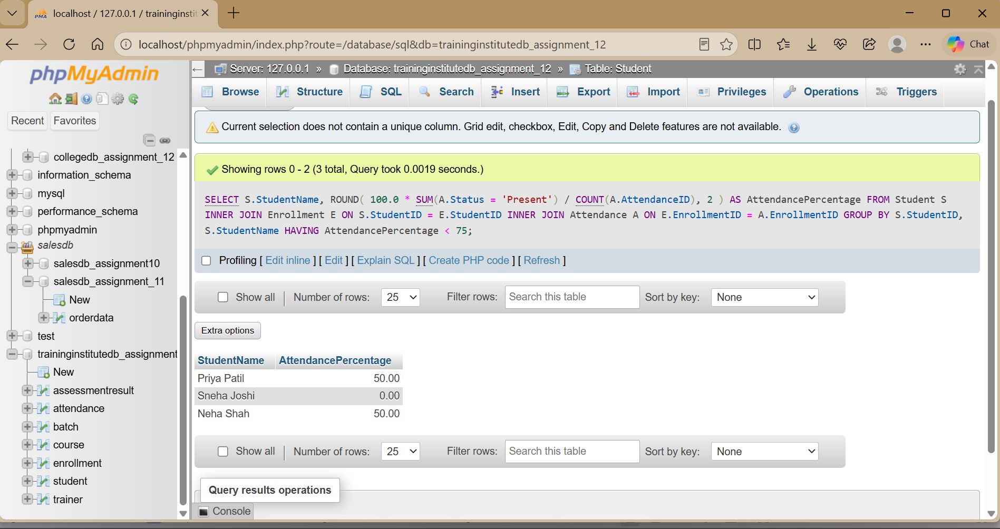 localhost / 127.0.0.1 / traininginstit
localhost/phpmyadmin/index.php?route=/database/sql&db=traininginstitutedb_assignment_12
Chat
phpMyAdmin
Recent
Favorites
collegedb_assignment_12
information_schema
mysql
performance_schema
phpmyadmin
salesdb
salesdb_assignment10
salesdb_assignment_11
New
orderdata
test
traininginstitutedb_assignment
New
assessmentresult
attendance
batch
course
enrollment
student
trainer
Server: 127.0.0.1 » Database: traininginstitutedb_assignment_12 » Table: Student
Browse Structure SQL Search Insert Export Import Privileges Operations Triggers
Current selection does not contain a unique column. Grid edit, checkbox, Edit, Copy and Delete features are not available.
Showing rows 0 - 2 (3 total, Query took 0.0019 seconds.)
SELECT S.StudentName, ROUND( 100.0 * SUM(A.Status = 'Present') / COUNT(A.AttendanceID), 2 ) AS AttendancePercentage FROM Student S
INNER JOIN Enrollment E ON S.StudentID = E.StudentID INNER JOIN Attendance A ON E.EnrollmentID = A.EnrollmentID GROUP BY S.StudentID,
S.StudentName HAVING AttendancePercentage < 75;
Profiling [ Edit inline ] [ Edit ] [ Explain SQL ] [ Create PHP code ] [ Refresh ]
Show all | Number of rows: 25 Filter rows: Search this table Sort by key: None
Extra options
StudentName AttendancePercentage
Priya Patil 50.00
Sneha Joshi 0.00
Neha Shah 50.00
Show all | Number of rows: 25 Filter rows: Search this table Sort by key: None
Query results operations
Console